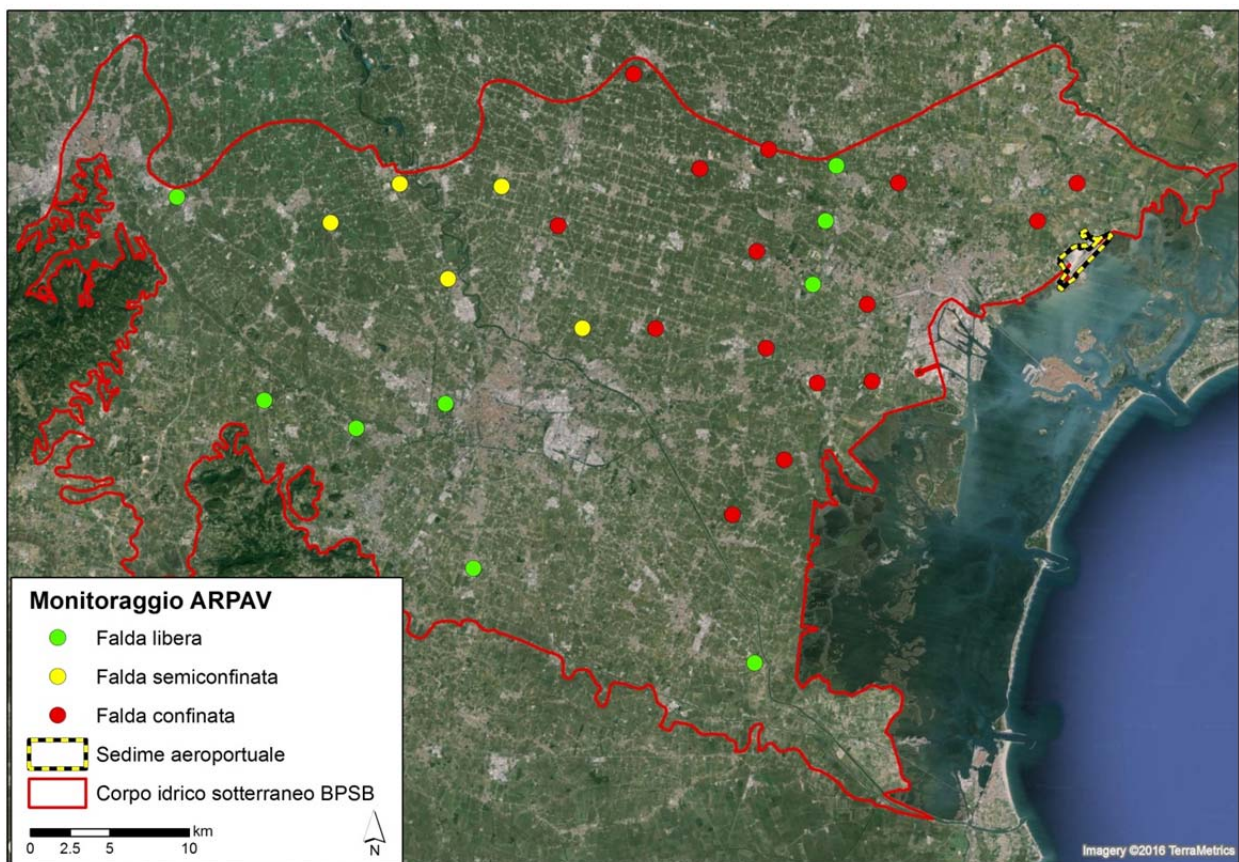 Monitoraggio ARPAV
Falda libera
Falda semiconfinata
Falda confinata
Sedime aeroportuale
Corpo idrico sotterraneo BPSB
km
0 2.5 5 10
N
Imagery ©2016 TerraMetrics